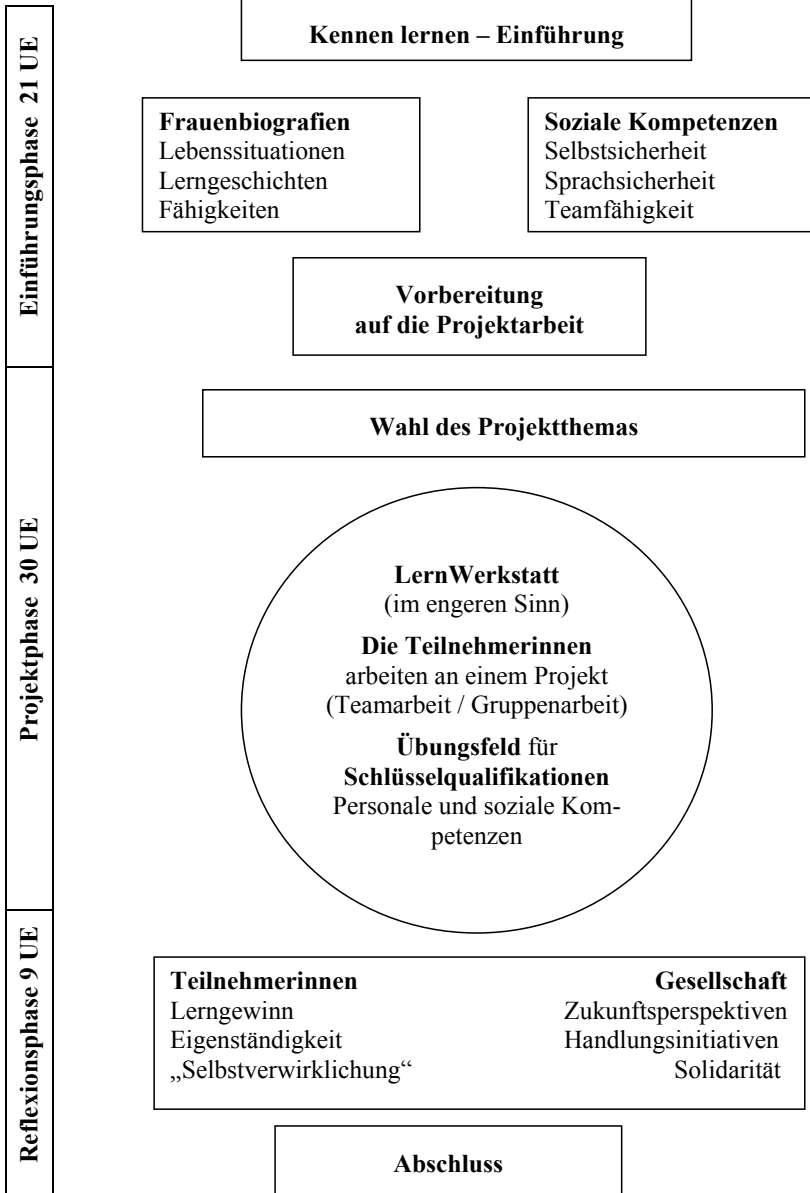 Einführungsphase 21 UE
Kennen lernen – Einführung
Frauenbiografien
Lebenssituationen
Lerngeschichten
Fähigkeiten
Soziale Kompetenzen
Selbstsicherheit
Sprachsicherheit
Teamfähigkeit
Vorbereitung
auf die Projektarbeit
Projektphase 30 UE
Wahl des Projektthemas
LernWerkstatt
(im engeren Sinn)
Die Teilnehmerinnen
arbeiten an einem Projekt
(Teamarbeit / Gruppenarbeit)
Übungsfeld für
Schlüsselqualifikationen
Personale und soziale Kom-
petenzen
Reflexionsphase 9 UE
Teilnehmerinnen
Lerngewinn
Eigenständigkeit
„Selbstverwirklichung“
Gesellschaft
Zukunftsperspektiven
Handlungsinitiativen
Solidarität
Abschluss